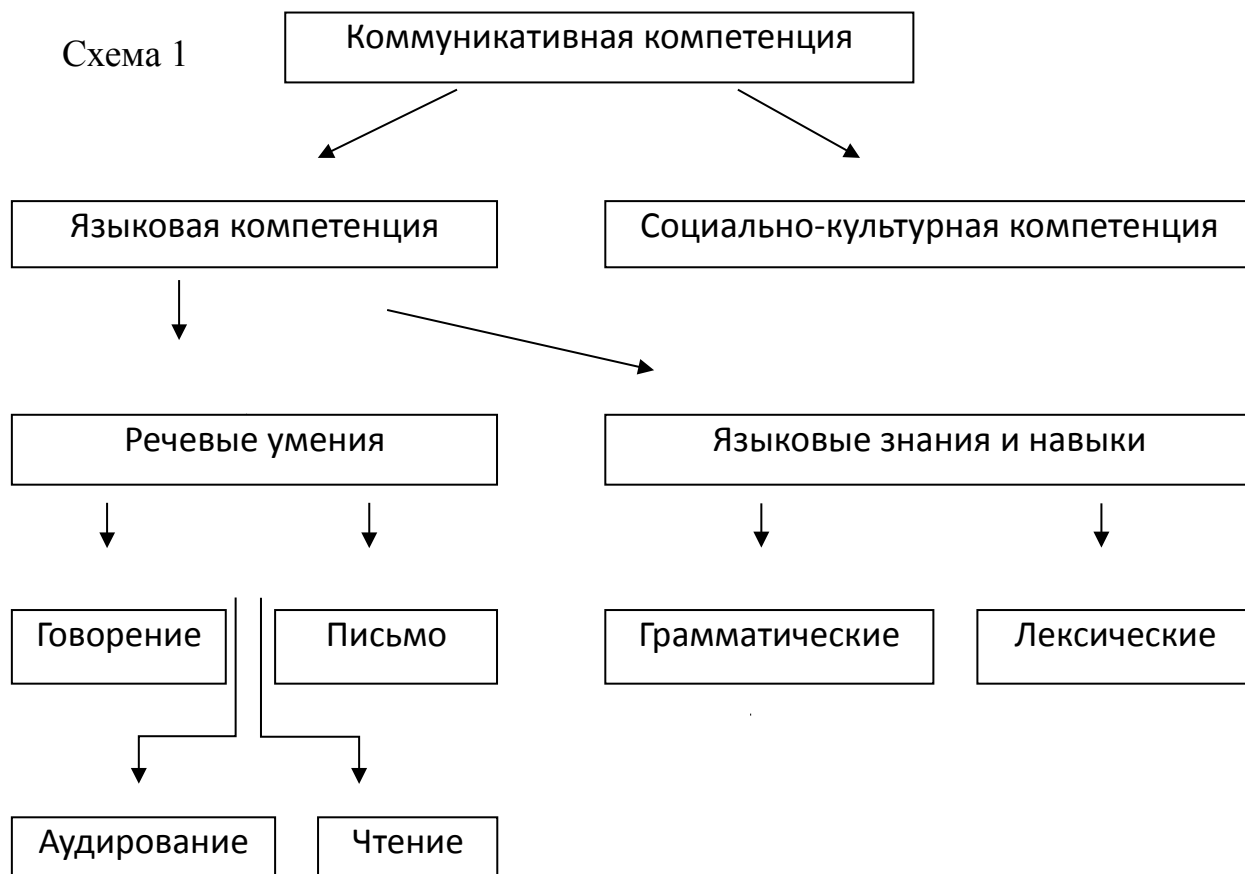 Схема 1
Коммуникативная компетенция
Языковая компетенция
Социально-культурная компетенция
Речевые умения
Языковые знания и навыки
Говорение
Письмо
Грамматические
Лексические
Аудирование
Чтение